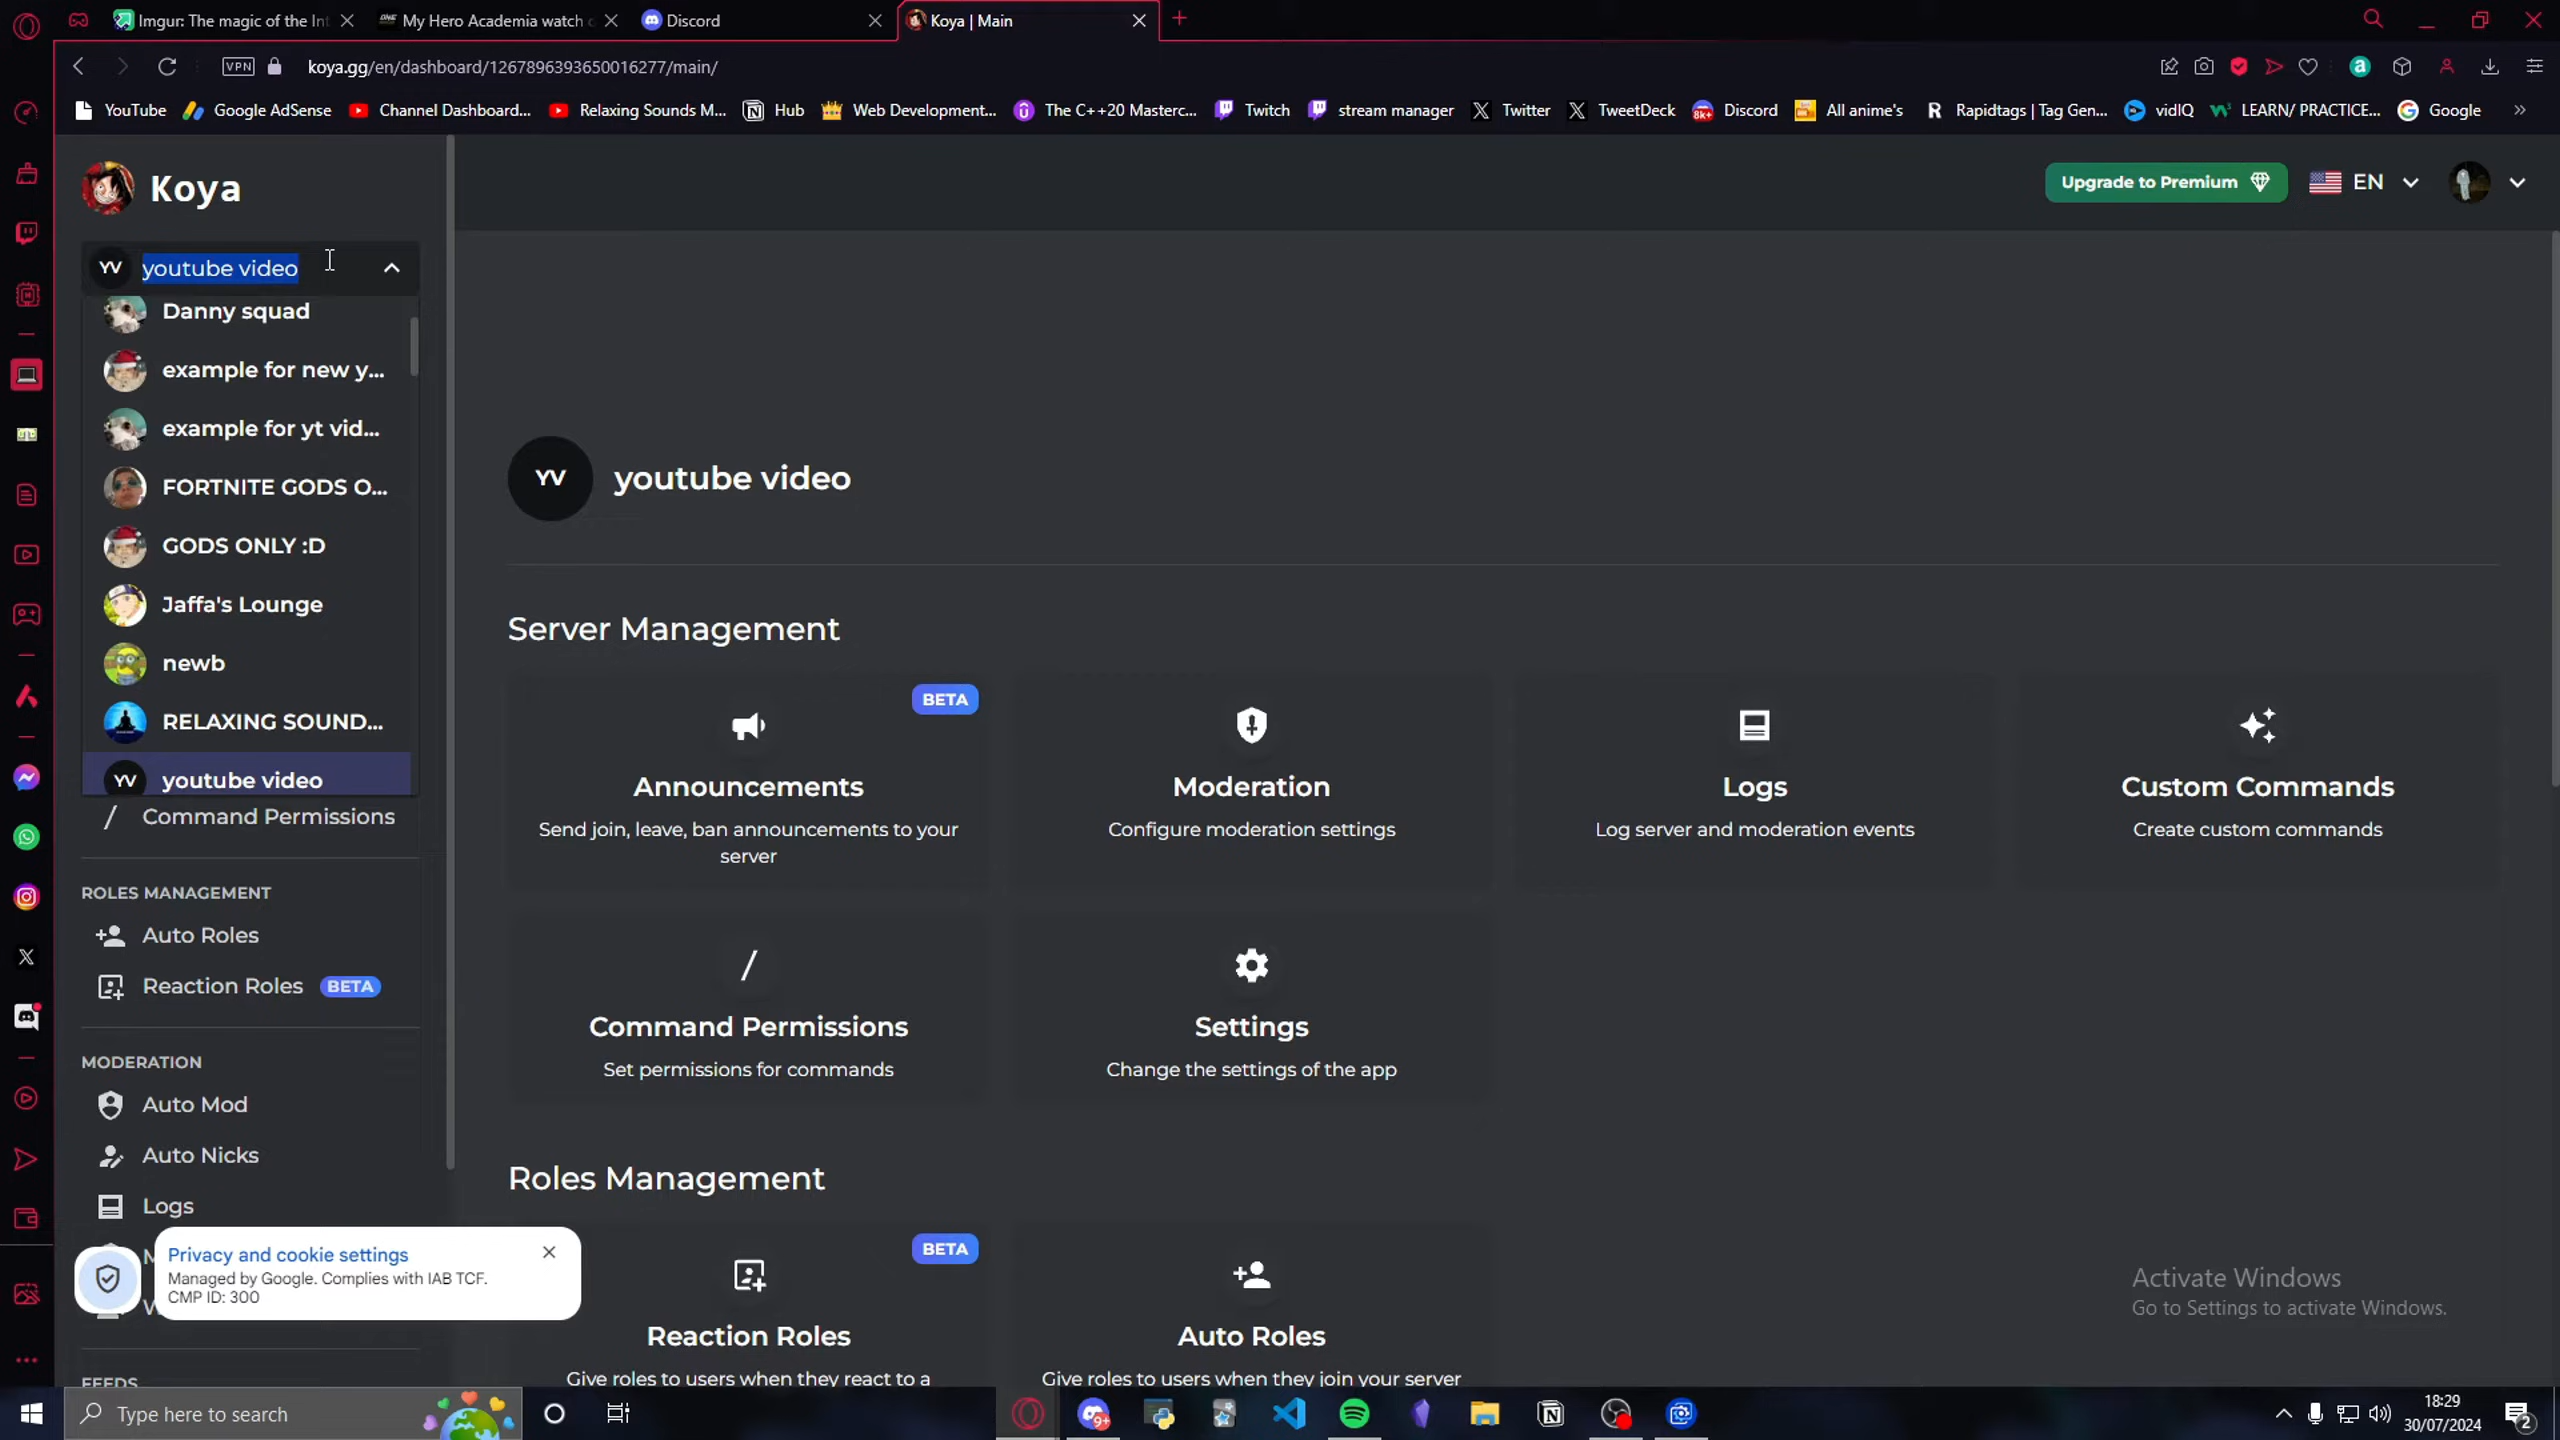 Imgur: The magic of the Int
My Hero Academia watch o
Discord
Koya | Main
VPN
koya.gg/en/dashboard/1267896393650016277/main/
YouTube
Google AdSense
Channel Dashboard...
Relaxing Sounds M...
Hub
Web Development...
The C++20 Masterc...
Twitch
stream manager
Twitter
TweetDeck
Discord
All anime's
Rapidtags | Tag Gen...
vidIQ
LEARN/ PRACTICE...
Google
Koya
Upgrade to Premium
EN
YV youtube video
Danny squad
example for new y...
example for yt vid...
FORTNITE GODS O...
GODS ONLY :D
Jaffa's Lounge
newb
RELAXING SOUND...
YV youtube video
/ Command Permissions
ROLES MANAGEMENT
Auto Roles
Reaction Roles BETA
MODERATION
Auto Mod
Auto Nicks
Logs
Privacy and cookie settings
Managed by Google. Complies with IAB TCF.
CMP ID: 300
FEEDS
YV youtube video
Server Management
BETA
Announcements
Send join, leave, ban announcements to your
server
Moderation
Configure moderation settings
Logs
Log server and moderation events
Custom Commands
Create custom commands
/
Command Permissions
Set permissions for commands
Settings
Change the settings of the app
Roles Management
BETA
Reaction Roles
Give roles to users when they react to a
Auto Roles
Give roles to users when they join your server
Activate Windows
Go to Settings to activate Windows.
Type here to search
9+
18:29
30/07/2024
2